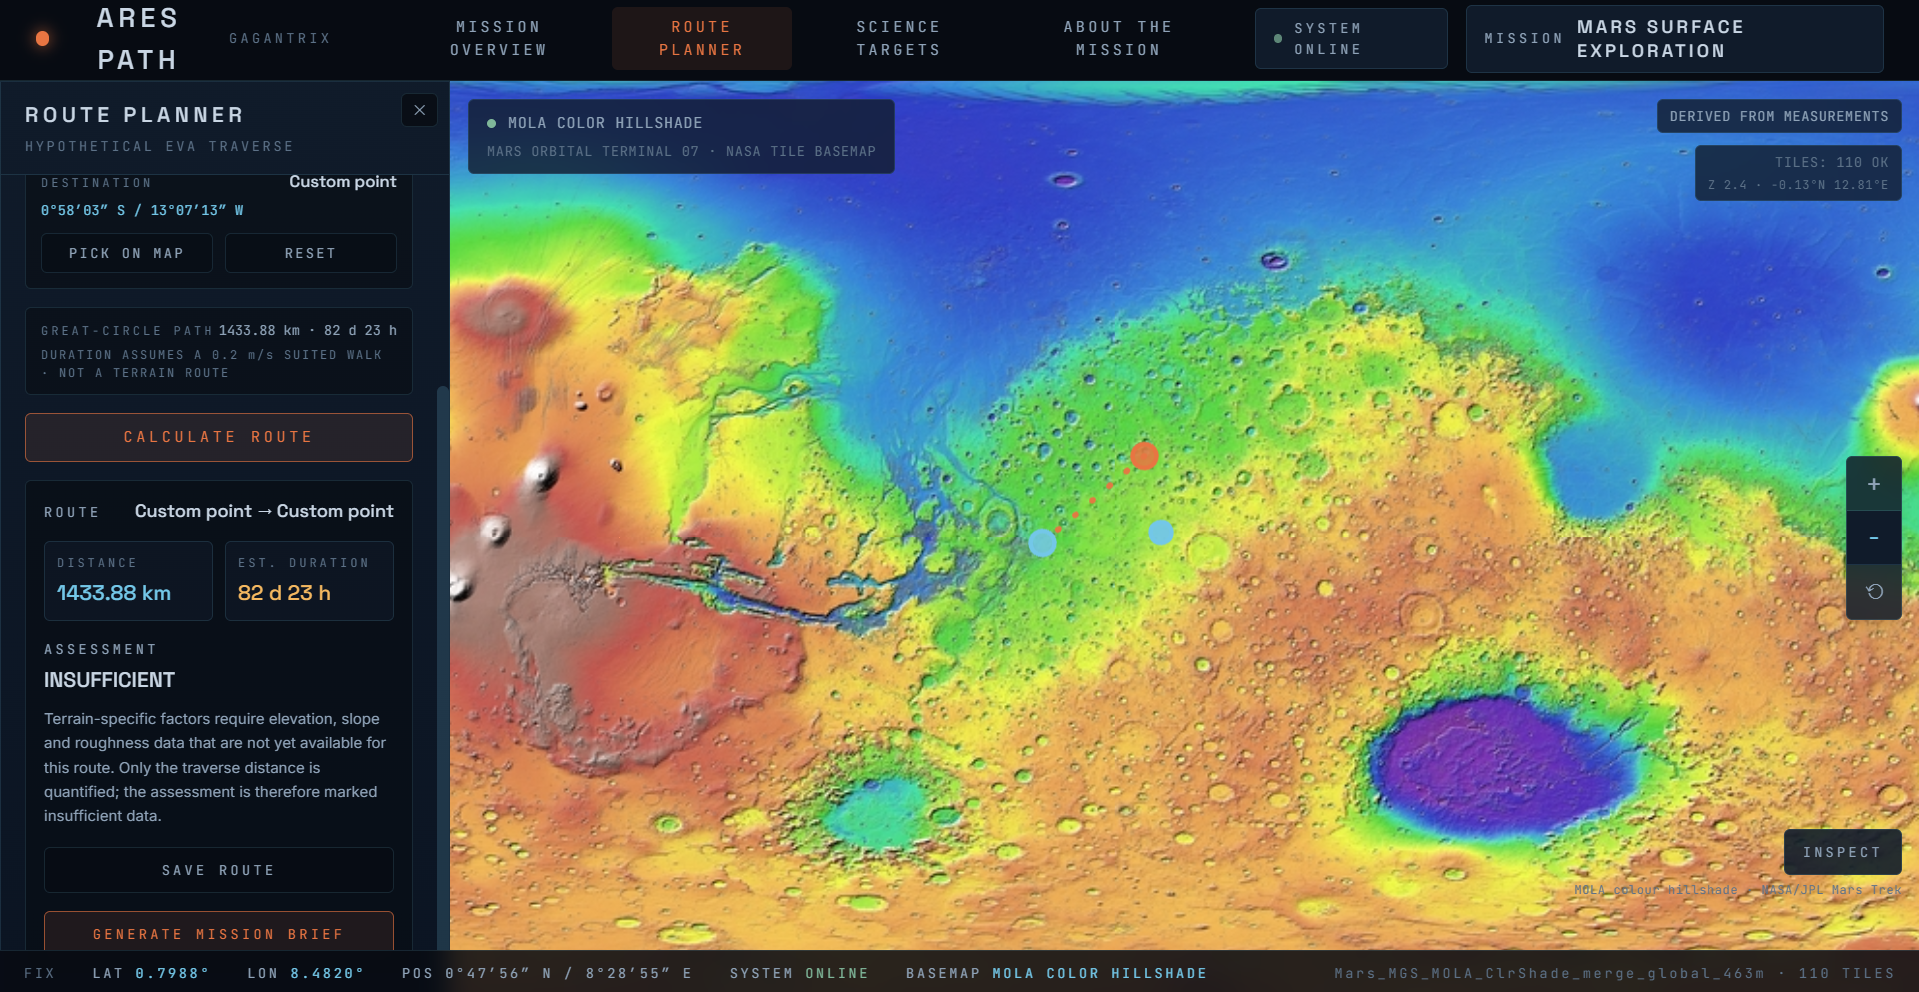 ARES PATH
GAGANTRIX
MISSION OVERVIEW
ROUTE PLANNER
SCIENCE TARGETS
ABOUT THE MISSION
SYSTEM ONLINE
MISSION MARS SURFACE EXPLORATION
ROUTE PLANNER
HYPOTHETICAL EVA TRAVERSE
DESTINATION Custom point
0°58′03″ S / 13°07′13″ W
PICK ON MAP RESET
GREAT-CIRCLE PATH 1433.88 km · 82 d 23 h
DURATION ASSUMES A 0.2 m/s SUITED WALK
· NOT A TERRAIN ROUTE
CALCULATE ROUTE
ROUTE Custom point → Custom point
DISTANCE
1433.88 km
EST. DURATION
82 d 23 h
ASSESSMENT
INSUFFICIENT
Terrain-specific factors require elevation, slope
and roughness data that are not yet available for
this route. Only the traverse distance is
quantified; the assessment is therefore marked
insufficient data.
SAVE ROUTE
GENERATE MISSION BRIEF
MOLA COLOR HILLSHADE
MARS ORBITAL TERMINAL 07 · NASA TILE BASEMAP
DERIVED FROM MEASUREMENTS
TILES: 110 OK
Z 2.4 · -0.13°N 12.81°E
+
-
INSPECT
MOLA colour hillshade · NASA/JPL Mars Trek
FIX LAT 0.7988° LON 8.4820° POS 0°47′56″ N / 8°28′55″ E SYSTEM ONLINE BASEMAP MOLA COLOR HILLSHADE Mars_MGS_MOLA_ClrShade_merge_global_463m · 110 TILES